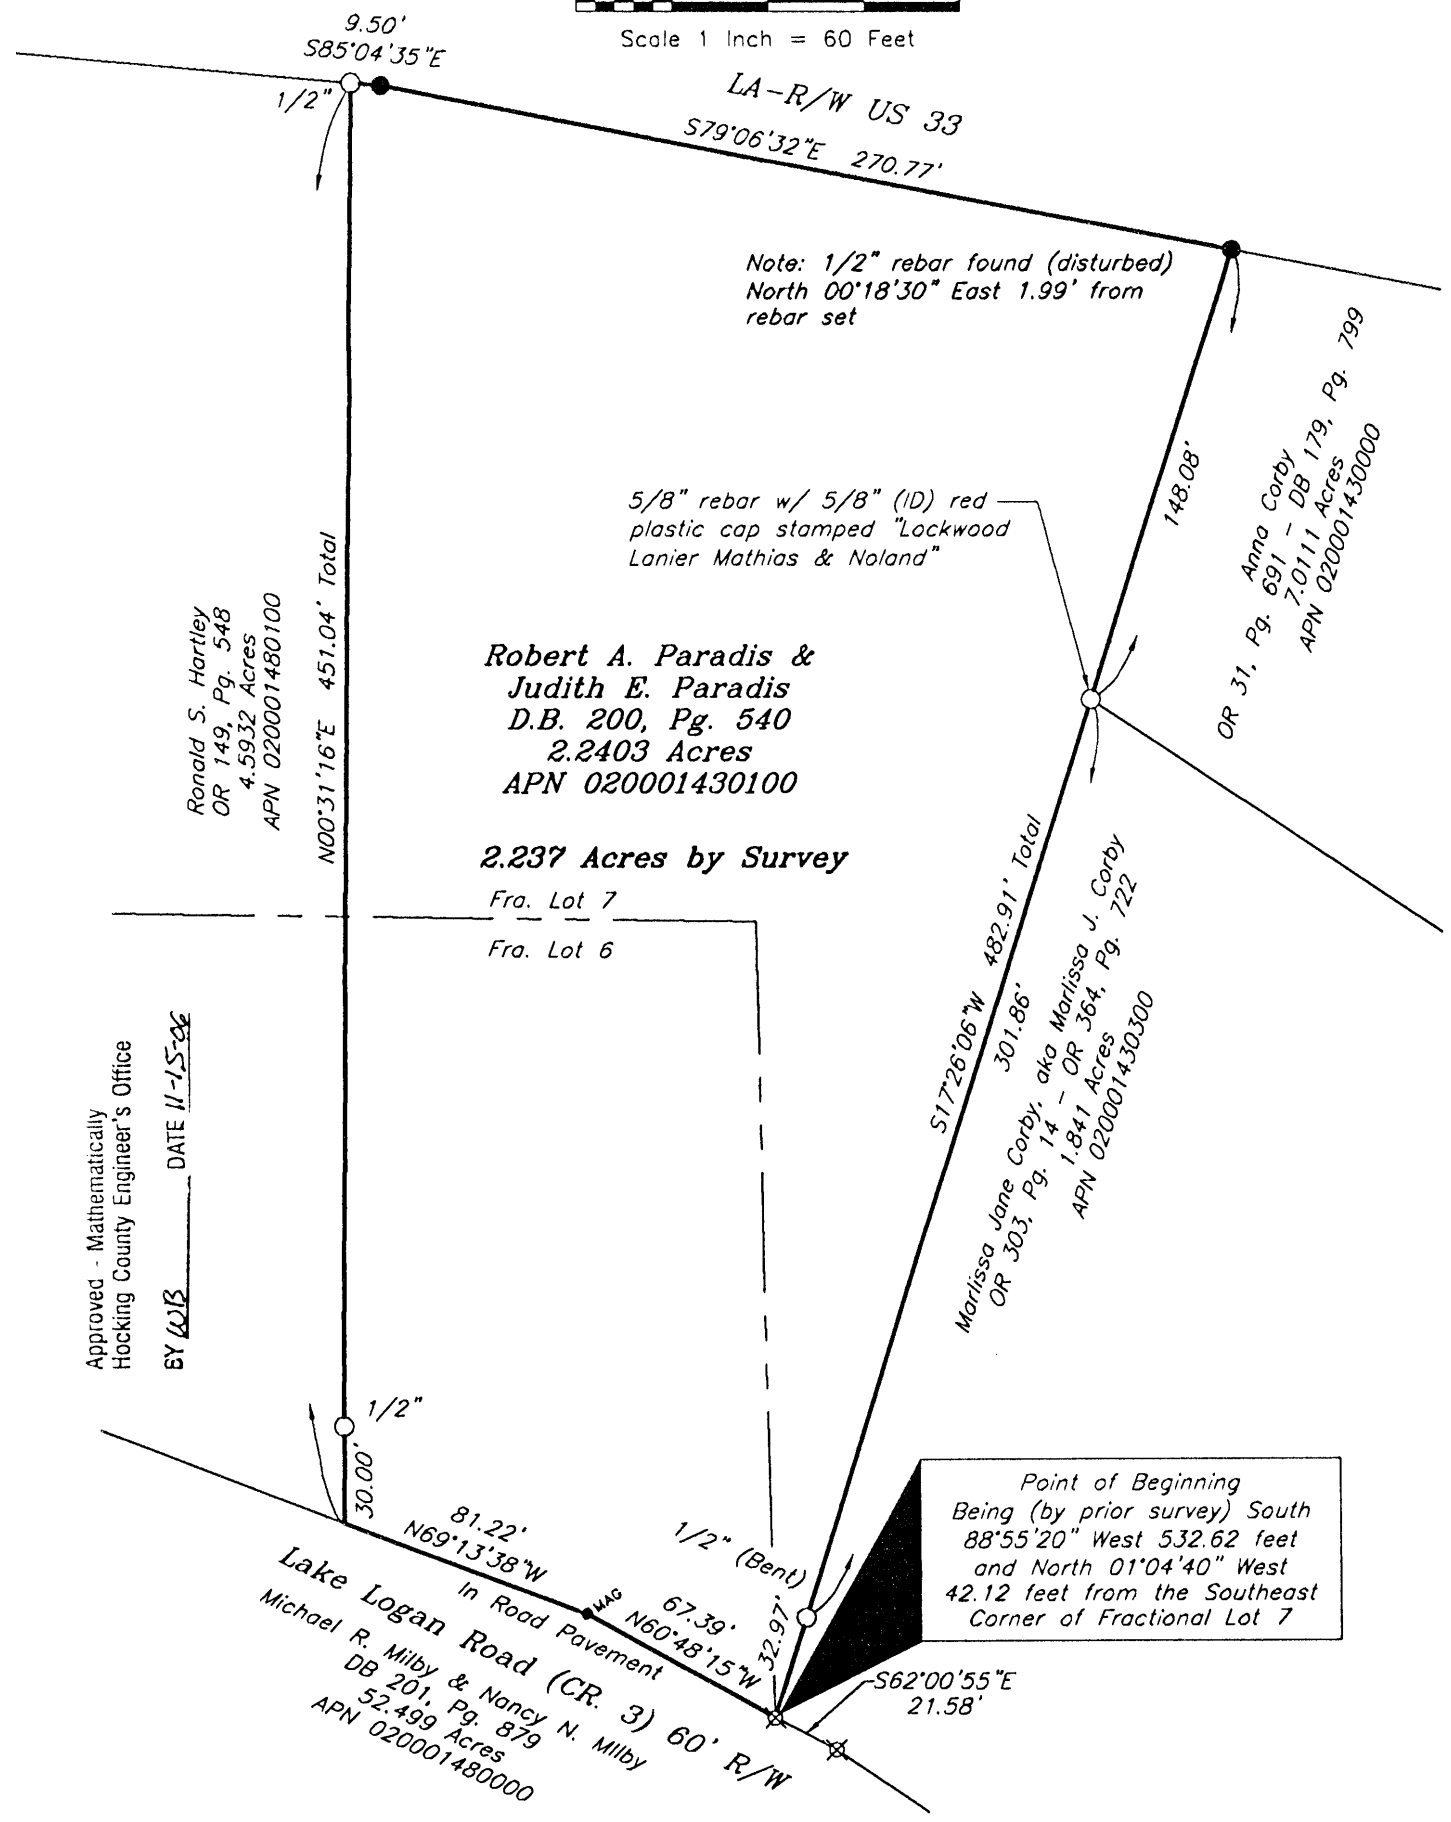 Scale 1 Inch = 60 Feet
9.50'
S85°04'35"E
1/2"
LA-R/W US 33
S79°06'32"E 270.77'
Note: 1/2" rebar found (disturbed)
North 00°18'30" East 1.99' from
rebar set
148.08'
Anna Corby
OR 31, Pg. 691 - DB 179, Pg. 799
7.0111 Acres
APN 020001430000
5/8" rebar w/ 5/8" (ID) red
plastic cap stamped "Lockwood
Lanier Mathias & Noland"
Ronald S. Hartley
OR 149, Pg. 548
4.5932 Acres
APN 020001480100
N00°31'16"E 451.04' Total
Robert A. Paradis &
Judith E. Paradis
D.B. 200, Pg. 540
2.2403 Acres
APN 020001430100
2.237 Acres by Survey
Fra. Lot 7
Fra. Lot 6
S17°26'06"W 482.91' Total
301.86'
Marlissa Jane Corby, aka Marlissa J. Corby
OR 303, Pg. 14 - OR 364, Pg. 722
1.841 Acres
APN 020001430300
Approved - Mathematically
Hocking County Engineer's Office
BY WB DATE 11-15-06
1/2"
30.00'
81.22'
N69°13'38"W
In Road Pavement
MAG
67.39'
N60°48'15"W
1/2" (Bent)
32.97'
Point of Beginning
Being (by prior survey) South
88°55'20" West 532.62 feet
and North 01°04'40" West
42.12 feet from the Southeast
Corner of Fractional Lot 7
S62°00'55"E
21.58'
Lake Logan Road (CR. 3) 60' R/W
Michael R. Milby & Nancy N. Milby
DB 201, Pg. 879
52.499 Acres
APN 020001480000